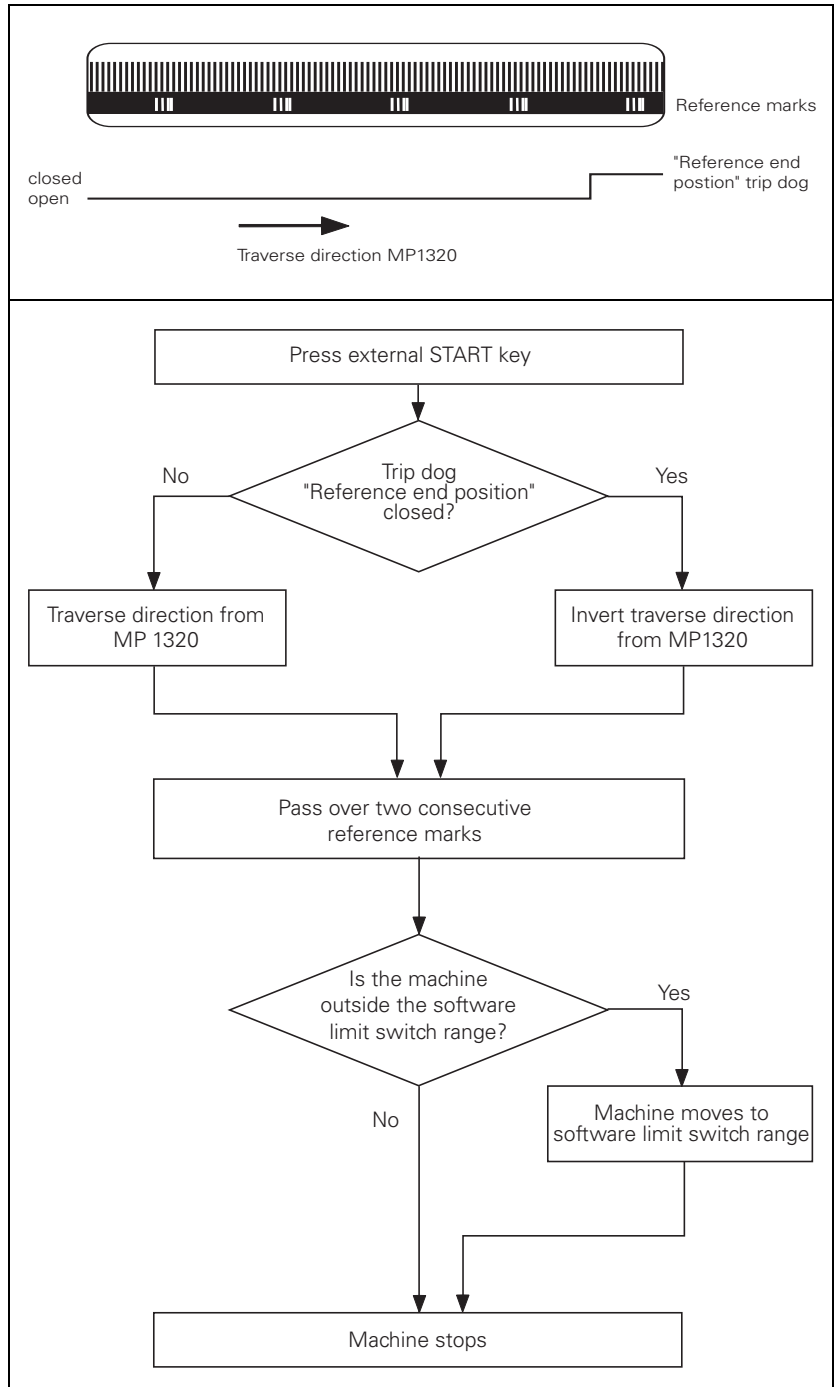 Reference marks
closed
open
"Reference end
postion" trip dog
Traverse direction MP1320
Press external START key
No
Trip dog
"Reference end position"
closed?
Yes
Traverse direction from
MP 1320
Invert traverse direction
from MP1320
Pass over two consecutive
reference marks
Is the machine
outside the software
limit switch range?
Yes
No
Machine moves to
software limit switch range
Machine stops